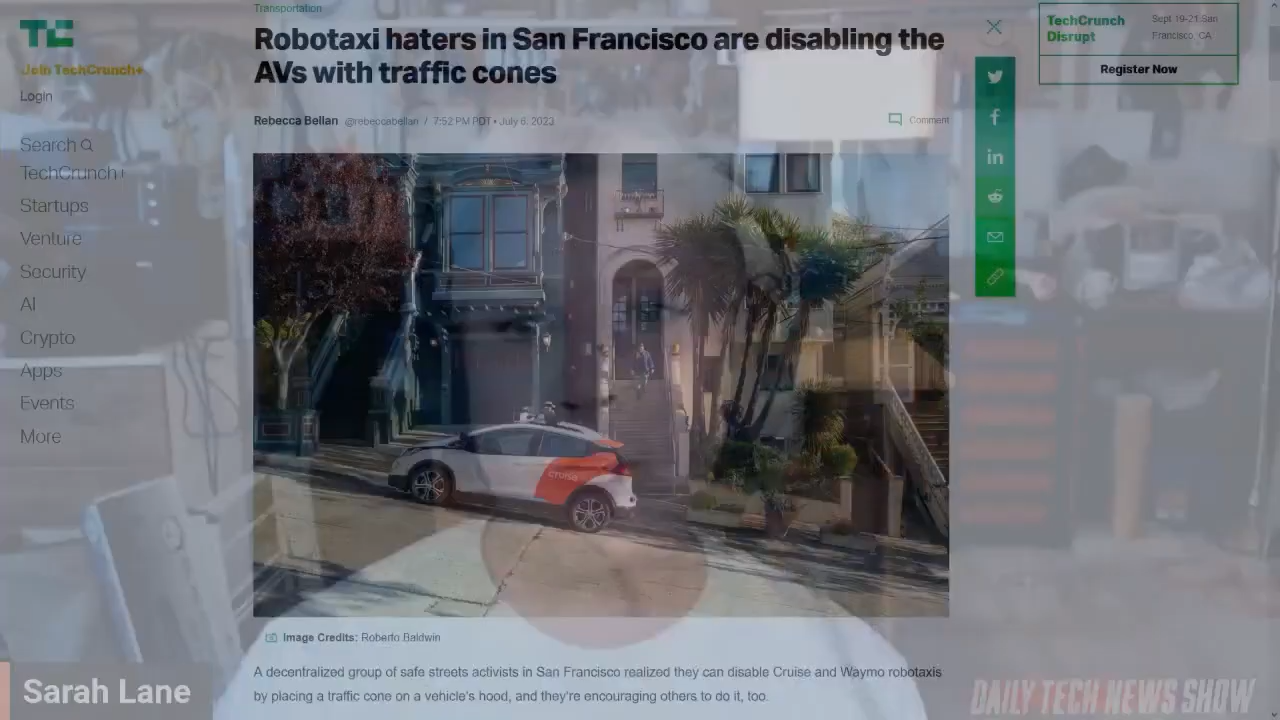 TC
Join TechCrunch+
Login
Search
TechCrunch+
Startups
Venture
Security
AI
Crypto
Apps
Events
More
Transportation
Robotaxi haters in San Francisco are disabling the
AVs with traffic cones
Rebecca Bellan @rebeccabellan / 7:52 PM PDT • July 6, 2023
Comment
cruise
Image Credits: Roberto Baldwin
A decentralized group of safe streets activists in San Francisco realized they can disable Cruise and Waymo robotaxis
by placing a traffic cone on a vehicle's hood, and they're encouraging others to do it, too.
TechCrunch
Disrupt
Sept 19-21 San
Francisco, CA
Register Now
Sarah Lane
DAILY TECH NEWS SHOW